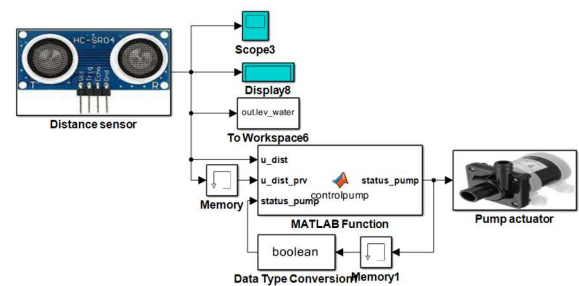 HC-SR04
Vcc
Trig
Echo
Gnd
T
R
Distance sensor
Scope3
Display8
out.lev_water
To Workspace6
u_dist
u_dist_prv
status_pump
status_pump
controlpump
MATLAB Function
Memory
Pump actuator
boolean
Data Type Conversion1
Memory1